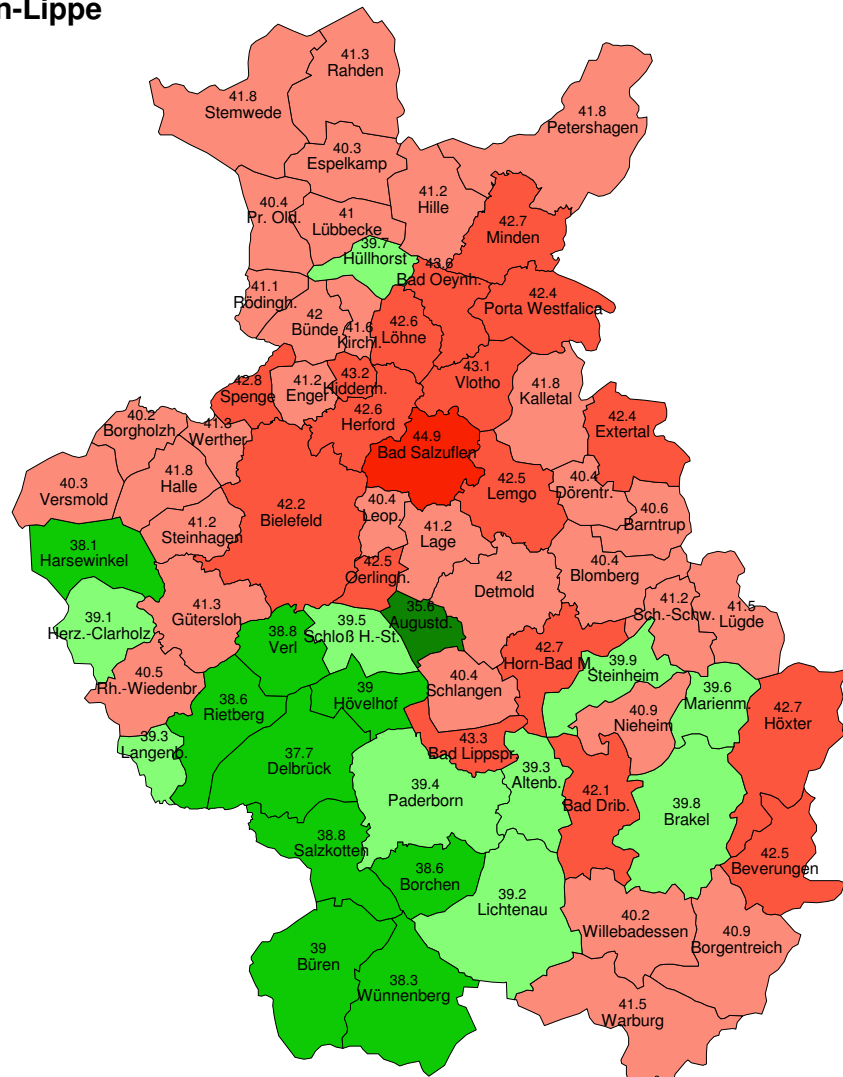 n-Lippe
41.3
Rahden
41.8
Stemwede
41.8
Petershagen
40.3
Espelkamp
41.2
Hille
40.4
Pr. Old.
41
Lübbecke
42.7
Minden
39.7
Hüllhorst
43.6
Bad Oeynh.
41.1
Rödingh.
42.4
Porta Westfalica
42
Bünde
41.6
Kirchl.
42.6
Löhne
43.1
Vlotho
42.8
Spenge
41.2
Enger
43.2
Hiddenh.
41.8
Kalletal
42.6
Herford
42.4
Extertal
40.2
Borgholzh.
41.3
Werther
44.9
Bad Salzuflen
40.3
Versmold
41.8
Halle
42.5
Lemgo
40.4
Dörentr.
40.6
Barntrup
42.2
Bielefeld
40.4
Leop.
41.2
Lage
41.2
Steinhagen
38.1
Harsewinkel
42.5
Oerlingh.
42
Detmold
40.4
Blomberg
41.2
Sch.-Schw.
41.5
Lügde
39.1
Herz.-Clarholz
41.3
Gütersloh
38.8
Verl
39.5
Schloß H.-St.
35.6
Augustd.
42.7
Horn-Bad M.
39.9
Steinheim
40.5
Rh.-Wiedenbr.
38.6
Rietberg
39
Hövelhof
40.4
Schlangen
39.6
Marienm.
40.9
Nieheim
42.7
Höxter
39.3
Langenb.
37.7
Delbrück
43.3
Bad Lippspr.
39.4
Paderborn
39.3
Altenb.
42.1
Bad Drib.
39.8
Brakel
38.8
Salzkotten
38.6
Borchen
42.5
Beverungen
39.2
Lichtenau
40.2
Willebadessen
40.9
Borgentreich
39
Büren
38.3
Wünnenberg
41.5
Warburg